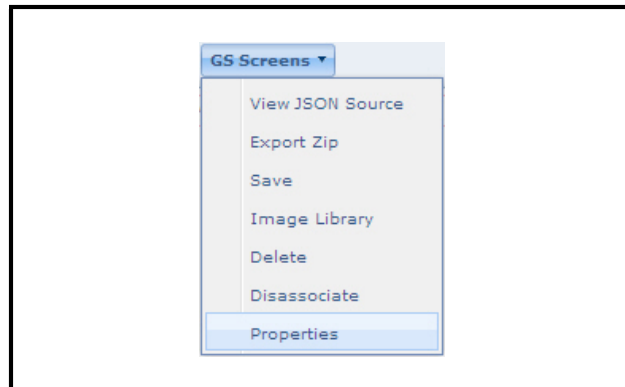 GS Screens
View JSON Source
Export Zip
Save
Image Library
Delete
Disassociate
Properties